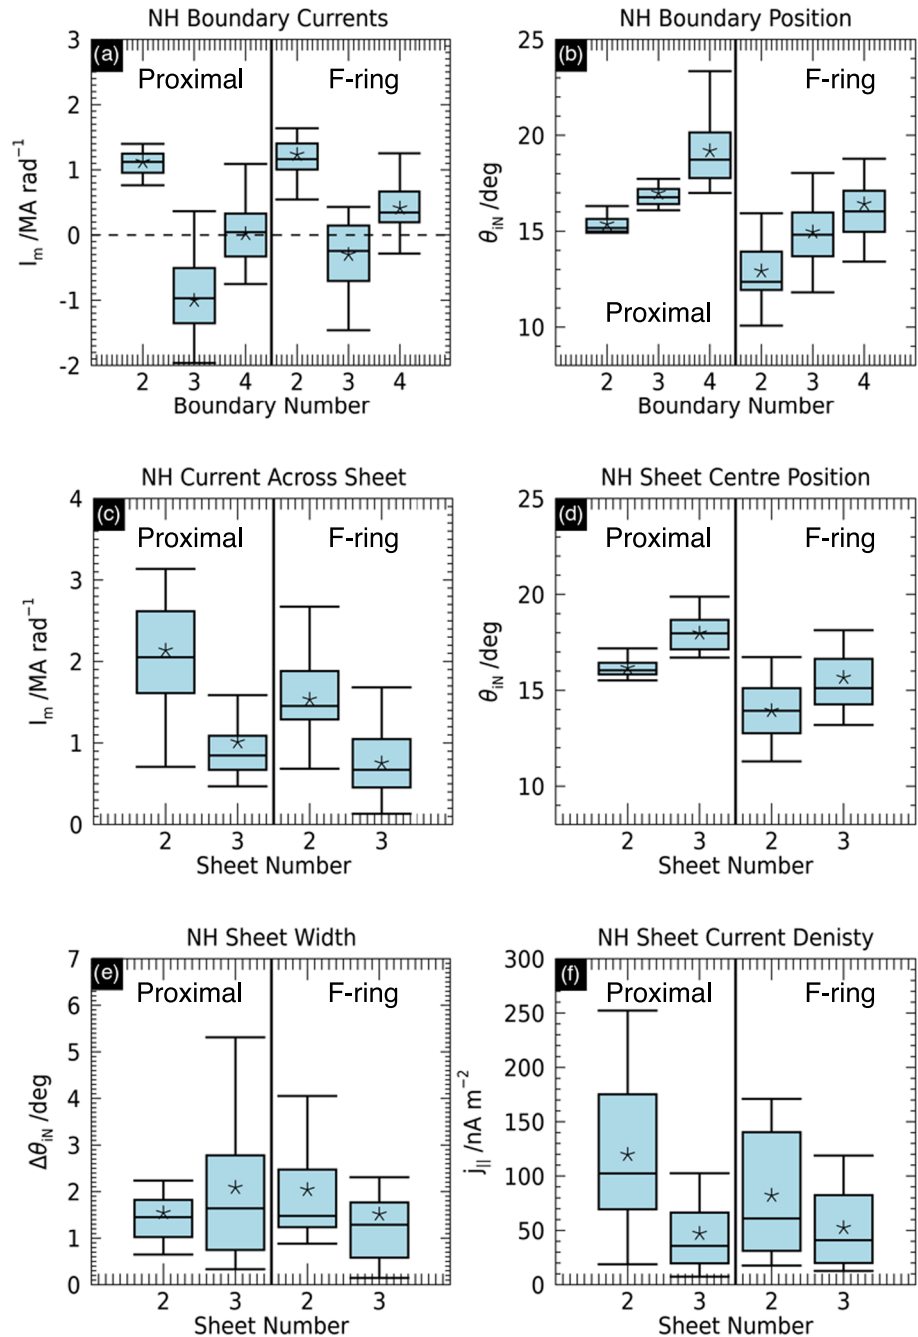 NH Boundary Currents
(a)
Proximal
F-ring
I_m /MA rad⁻¹
3
2
1
0
-1
-2
2 3 4 2 3 4
Boundary Number
NH Boundary Position
(b)
F-ring
Proximal
θ_iN /deg
25
20
15
10
2 3 4 2 3 4
Boundary Number
NH Current Across Sheet
(c)
Proximal
F-ring
I_m /MA rad⁻¹
4
3
2
1
0
2 3 2 3
Sheet Number
NH Sheet Centre Position
(d)
Proximal
F-ring
θ_iN /deg
25
20
15
10
2 3 2 3
Sheet Number
NH Sheet Width
(e)
Proximal
F-ring
Δθ_iN /deg
7
6
5
4
3
2
1
0
2 3 2 3
Sheet Number
NH Sheet Current Denisty
(f)
Proximal
F-ring
j_|| /nA m⁻²
300
250
200
150
100
50
0
2 3 2 3
Sheet Number